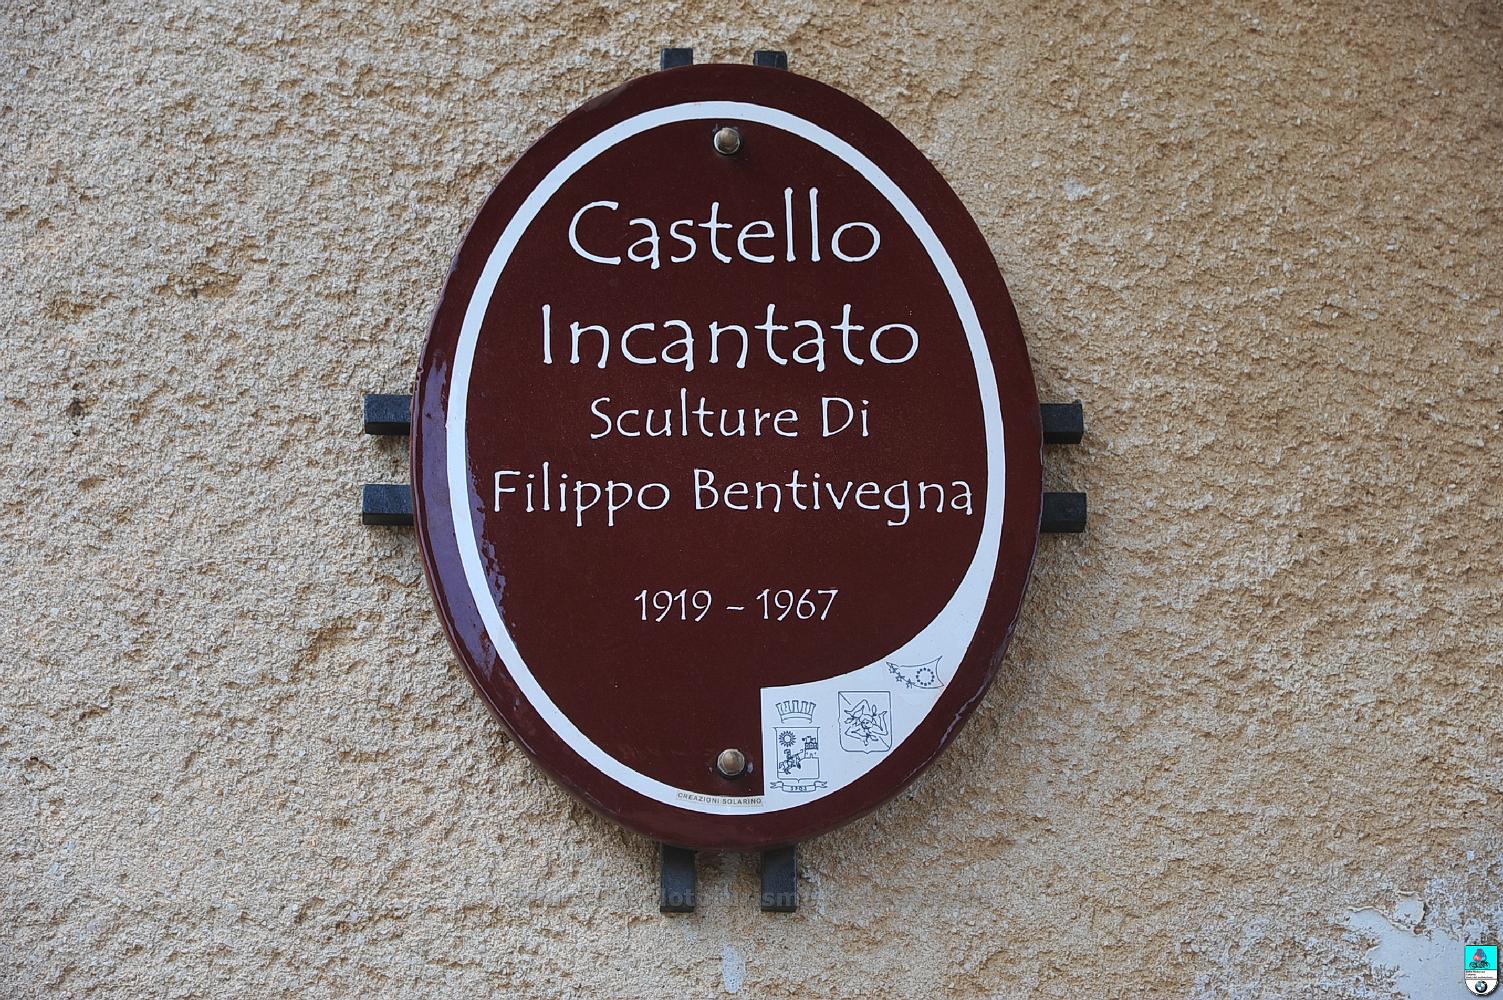 Castello
Incantato
Sculture Di
Filippo Bentivegna
1919 - 1967
CREAZIONI SOLARINO